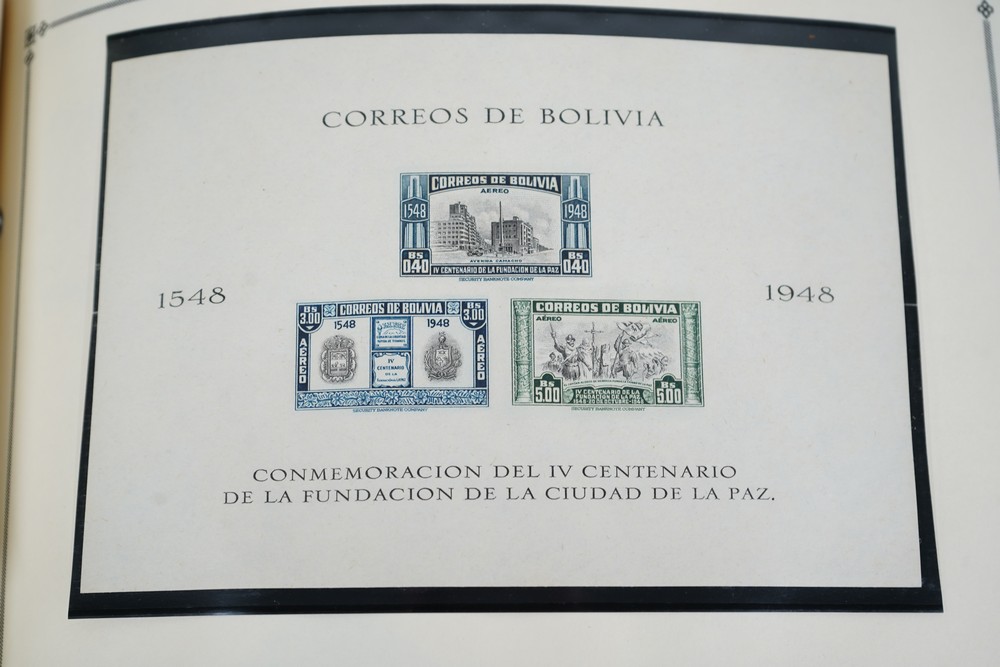 CORREOS DE BOLIVIA
CORREOS DE BOLIVIA
AEREO
1548 1948
AVENIDA CAMACHO
BS 0.40 IV CENTENARIO DE LA FUNDACION DE LA PAZ BS 0.40
SECURITY BANKNOTE COMPANY
1548 1948
BS 3.00 CORREOS DE BOLIVIA BS 3.00
1548 1948
AEREO AEREO
IV
CENTENARIO
DE LA
SECURITY BANKNOTE COMPANY
CORREOS DE BOLIVIA
AÉREO AÉREO
BS 5.00 IV CENTENARIO DE LA BS 5.00
FUNDACION DE LA PAZ
SECURITY BANKNOTE COMPANY
CONMEMORACION DEL IV CENTENARIO
DE LA FUNDACION DE LA CIUDAD DE LA PAZ.